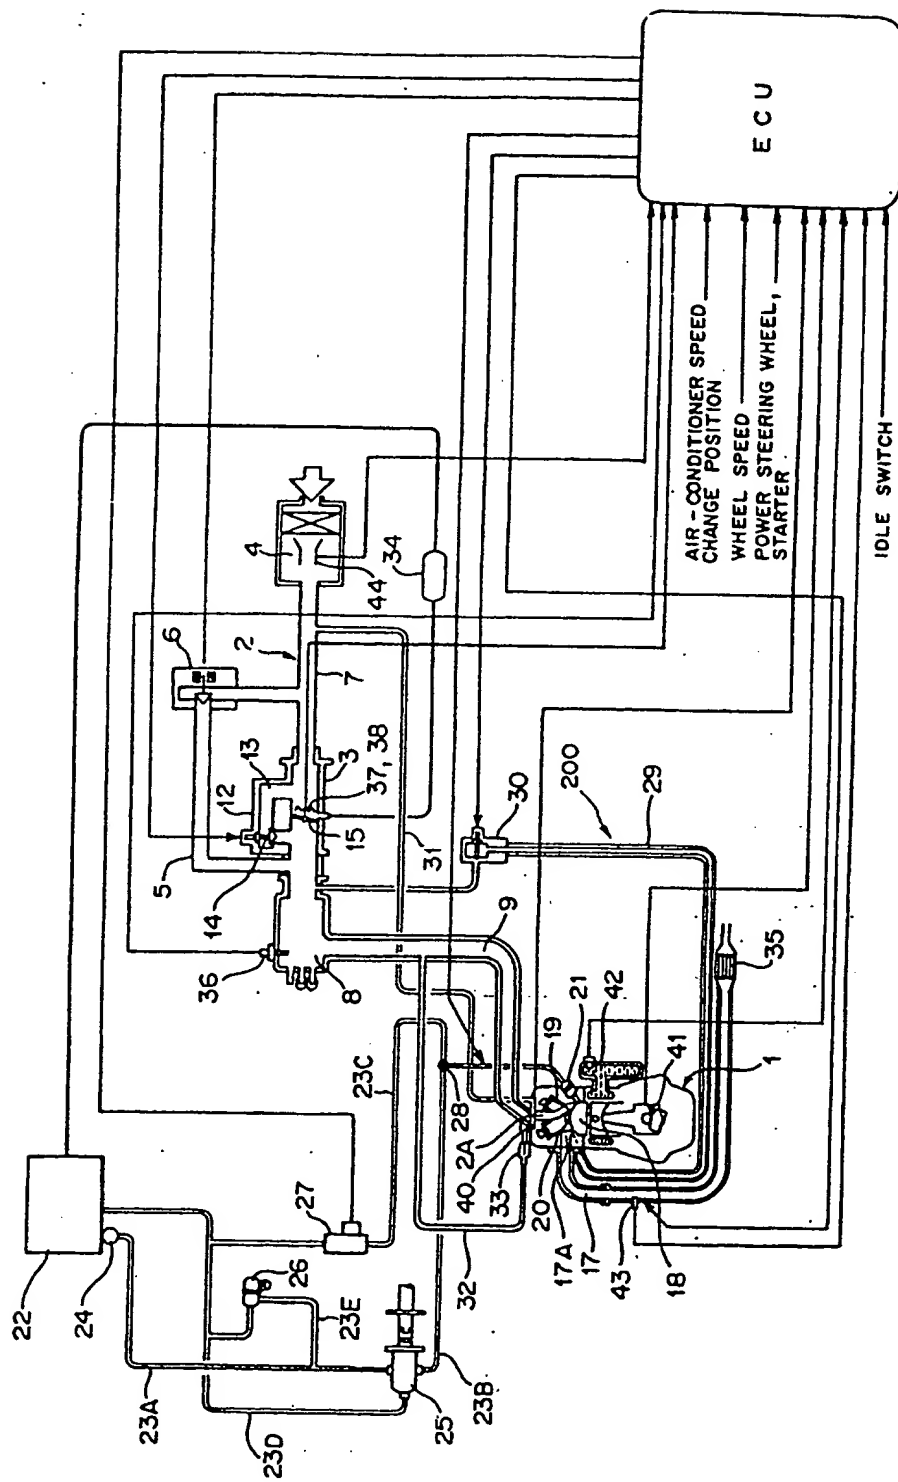 ECU
AIR-CONDITIONER SPEED
CHANGE POSITION
WHEEL SPEED
POWER STEERING WHEEL,
STARTER
IDLE SWITCH
22
24
23A
23D
26
23E
25
23B
27
23C
36
8
5
14
12
13
6
2
4
44
34
7
3
37, 38
15
31
30
200
29
9
35
28
19
21
42
41
1
2A
40
33
32
20
17A
17
43
18